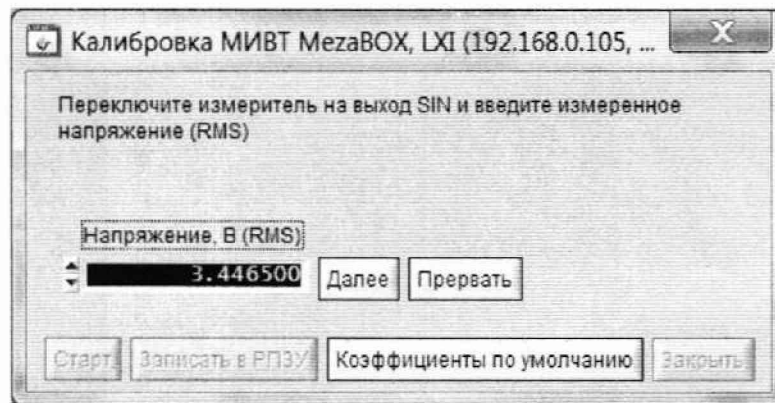 Калибровка МИВТ MezaBOX, LXI (192.168.0.105, ...
Переключите измеритель на выход SIN и введите измеренное
напряжение (RMS)
Напряжение, В (RMS)
3.446500 Далее Прервать
Старт Записать в РПЗУ Коэффициенты по умолчанию Закрыть